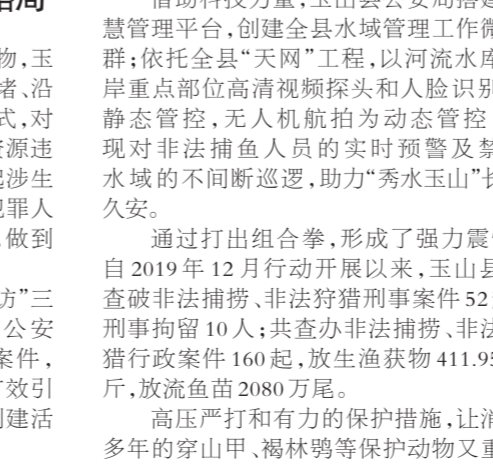 格局
物,玉
堵、沿
式,对
资源违
起涉生
犯罪人
做到
访”三
公安
案件,
有效引
创建活
借助科技力量,玉山县公安局搭建
慧管理平台,创建全县水域管理工作微
群;依托全县“天网”工程,以河流水库
岸重点部位高清视频探头和人脸识别
静态管控,无人机航拍为动态管控
现对非法捕鱼人员的实时预警及禁
水域的不间断巡逻,助力“秀水玉山”长
久安。
通过打出组合拳,形成了强力震慑
自2019年12月行动开展以来,玉山县
查破非法捕捞、非法狩猎刑事案件52
刑事拘留10人;共查办非法捕捞、非法
猎行政案件160起,放生渔获物411.95
斤,放流鱼苗2080万尾。
高压严打和有力的保护措施,让消
多年的穿山甲、褐林鸮等保护动物又重